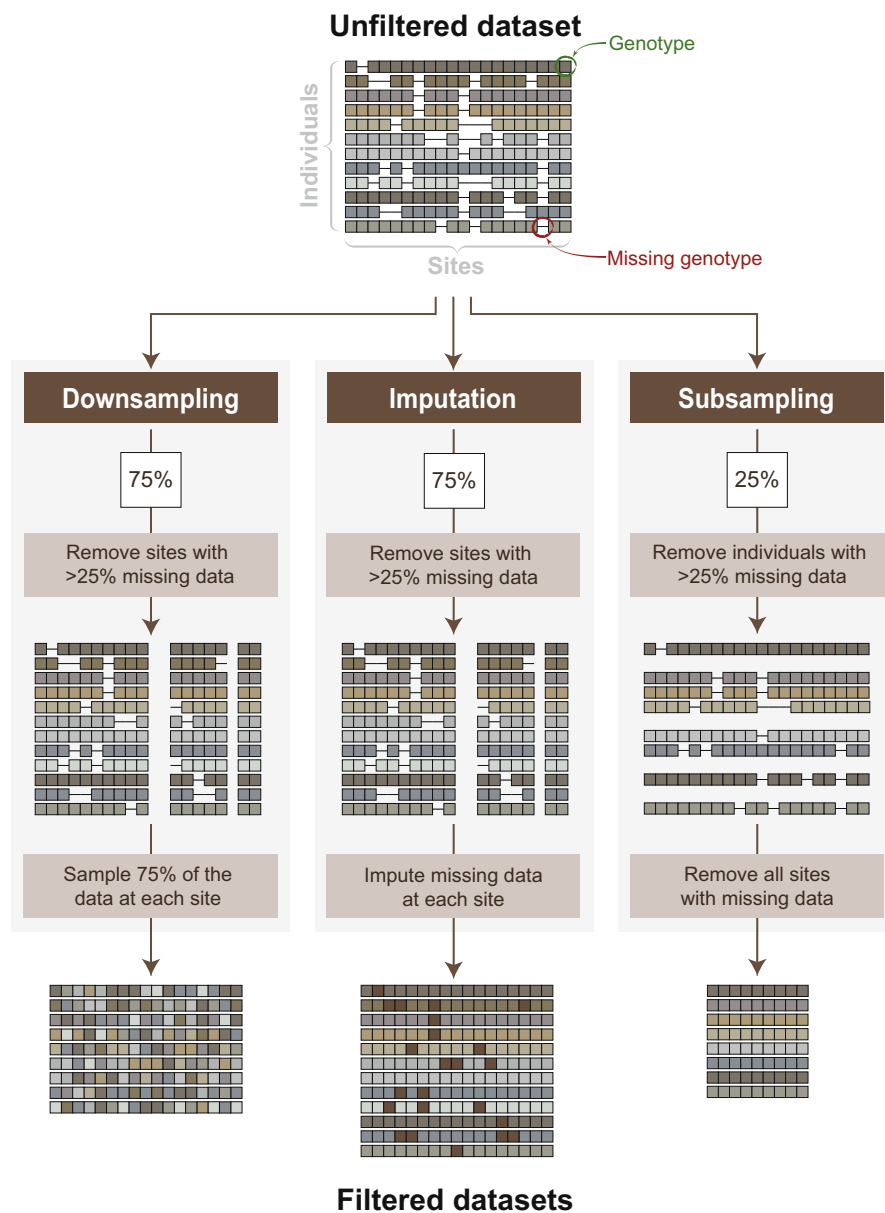 Unfiltered dataset
Genotype
Individuals
Sites
Missing genotype
Downsampling
75%
Remove sites with
>25% missing data
Sample 75% of the
data at each site
Imputation
75%
Remove sites with
>25% missing data
Impute missing data
at each site
Subsampling
25%
Remove individuals with
>25% missing data
Remove all sites
with missing data
Filtered datasets